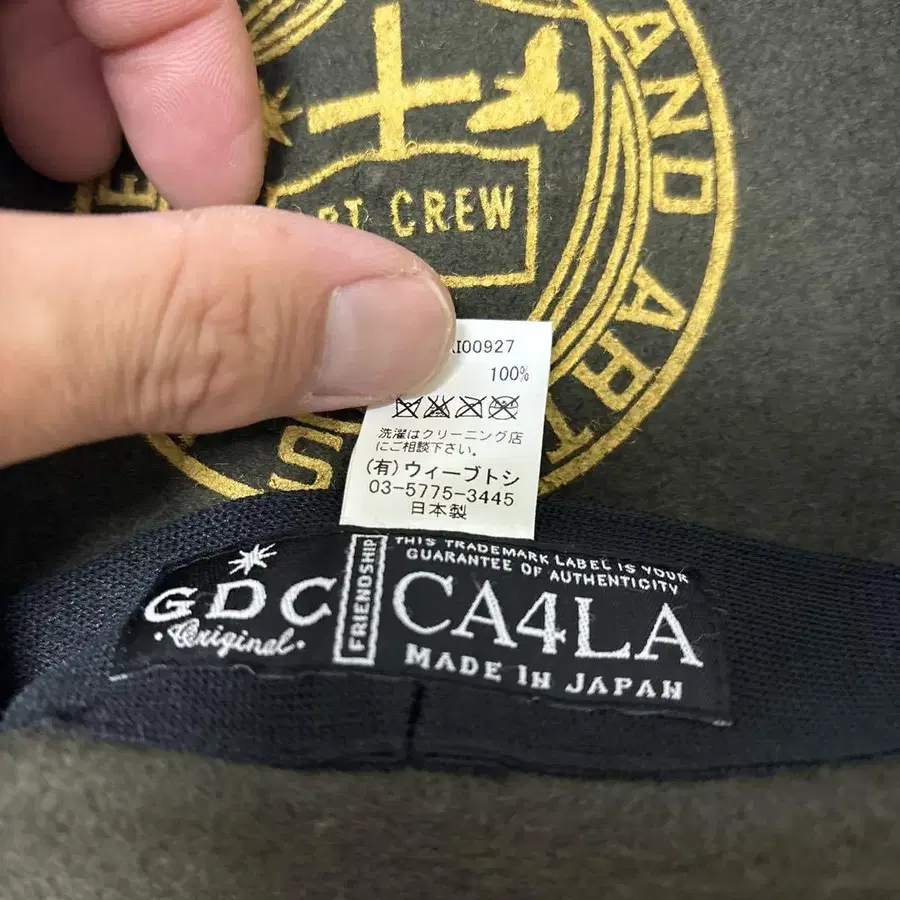 CREW
AND ART
00927
100%
洗濯はクリーニング店
にご相談下さい。
(有)ウィーブトシ
03-5775-3445
日本製
GDC
Original
FRIENDSHIP
THIS TRADEMARK LABEL IS YOUR
GUARANTEE OF AUTHENTICITY
CA4LA
MADE IN JAPAN